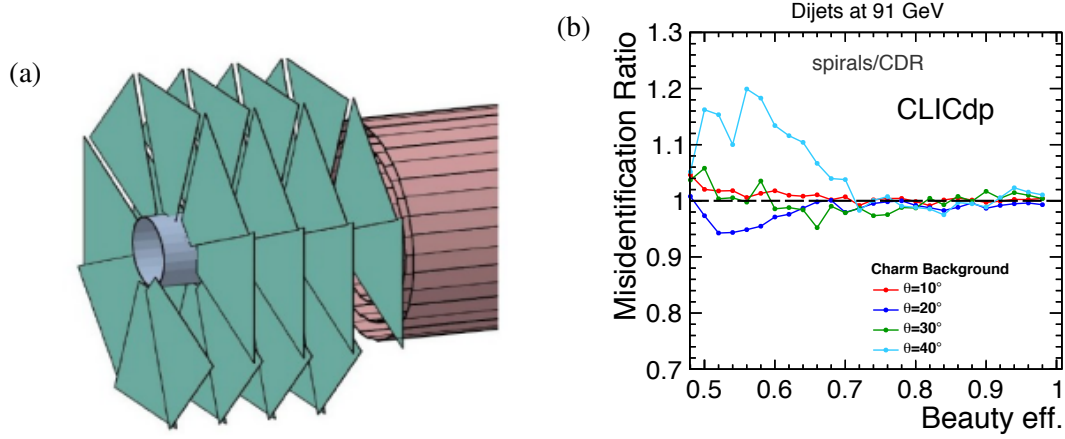 (a)
(b)
Dijets at 91 GeV
Misidentification Ratio
1.3
1.2
1.1
1
0.9
0.8
0.7
spirals/CDR
CLICdp
Charm Background
θ=10°
θ=20°
θ=30°
θ=40°
0.5 0.6 0.7 0.8 0.9 1
Beauty eff.